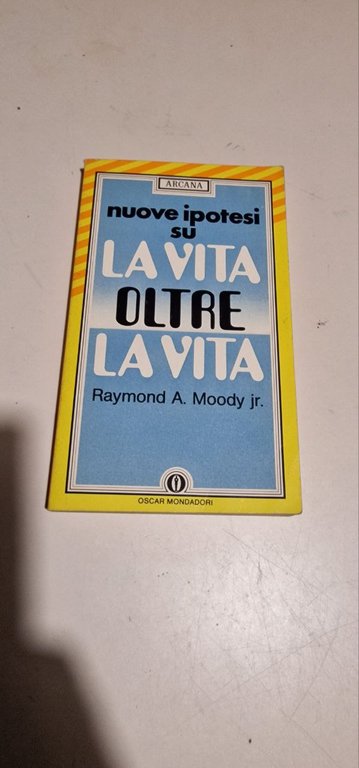 ARCANA
nuove ipotesi
su
LA VITA
OLTRE
LA VITA
Raymond A. Moody jr.
OSCAR MONDADORI